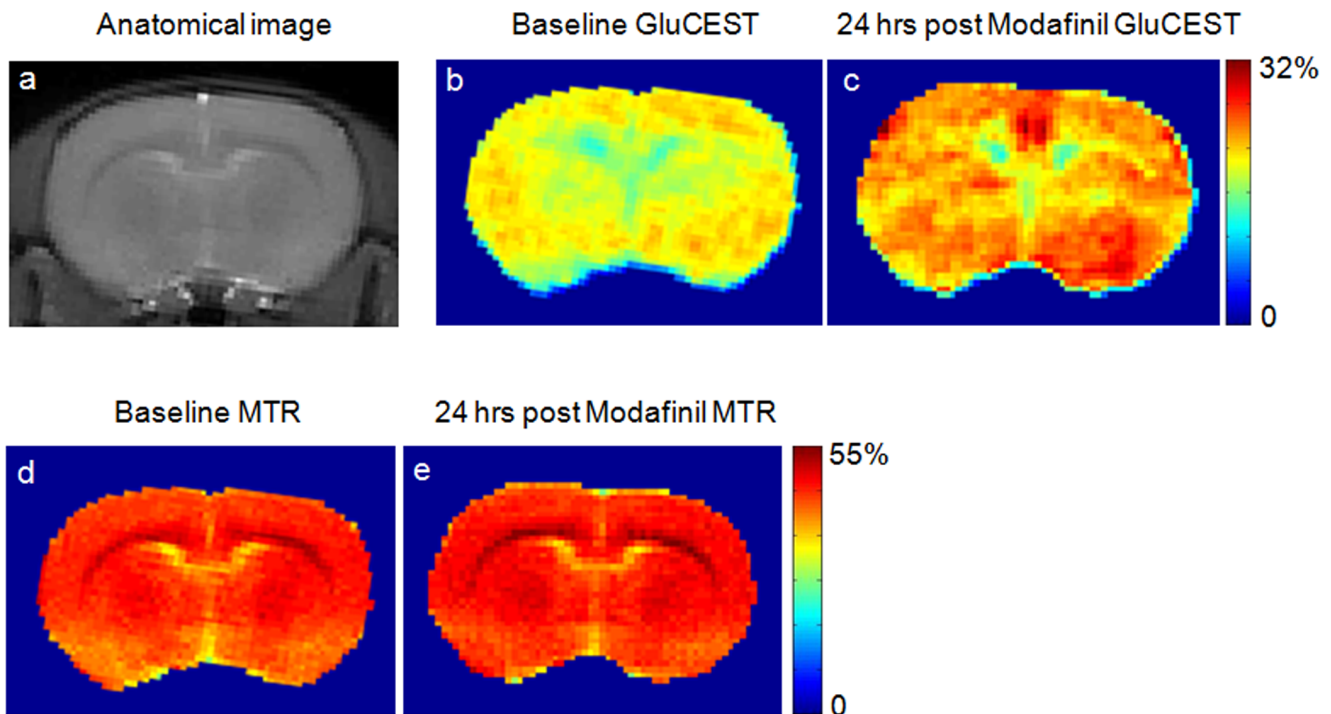 Anatomical image
Baseline GluCEST
24 hrs post Modafinil GluCEST
a
b
c
32%
0
Baseline MTR
24 hrs post Modafinil MTR
d
e
55%
0